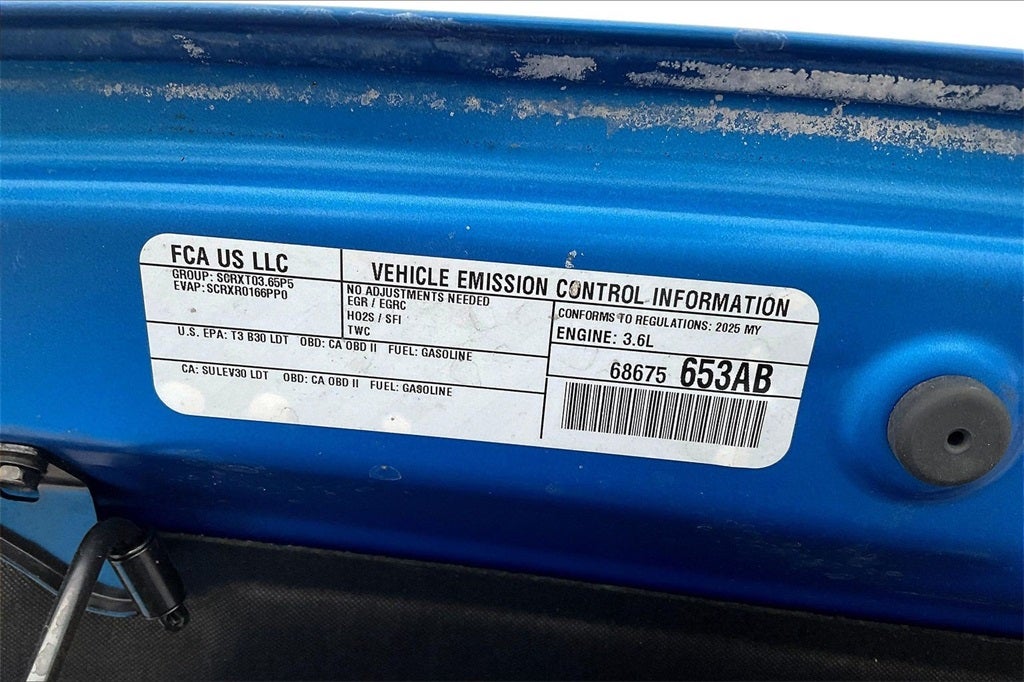 FCA US LLC
GROUP: SCRXT03.65P5
EVAP: SCRXR0166PP0
VEHICLE EMISSION CONTROL INFORMATION
NO ADJUSTMENTS NEEDED
EGR / EGRC
HO2S / SFI
TWC
CONFORMS TO REGULATIONS: 2025 MY
ENGINE: 3.6L
U.S. EPA: T3 B30 LDT OBD: CA OBD II FUEL: GASOLINE
CA: SULEV30 LDT OBD: CA OBD II FUEL: GASOLINE
68675 653AB